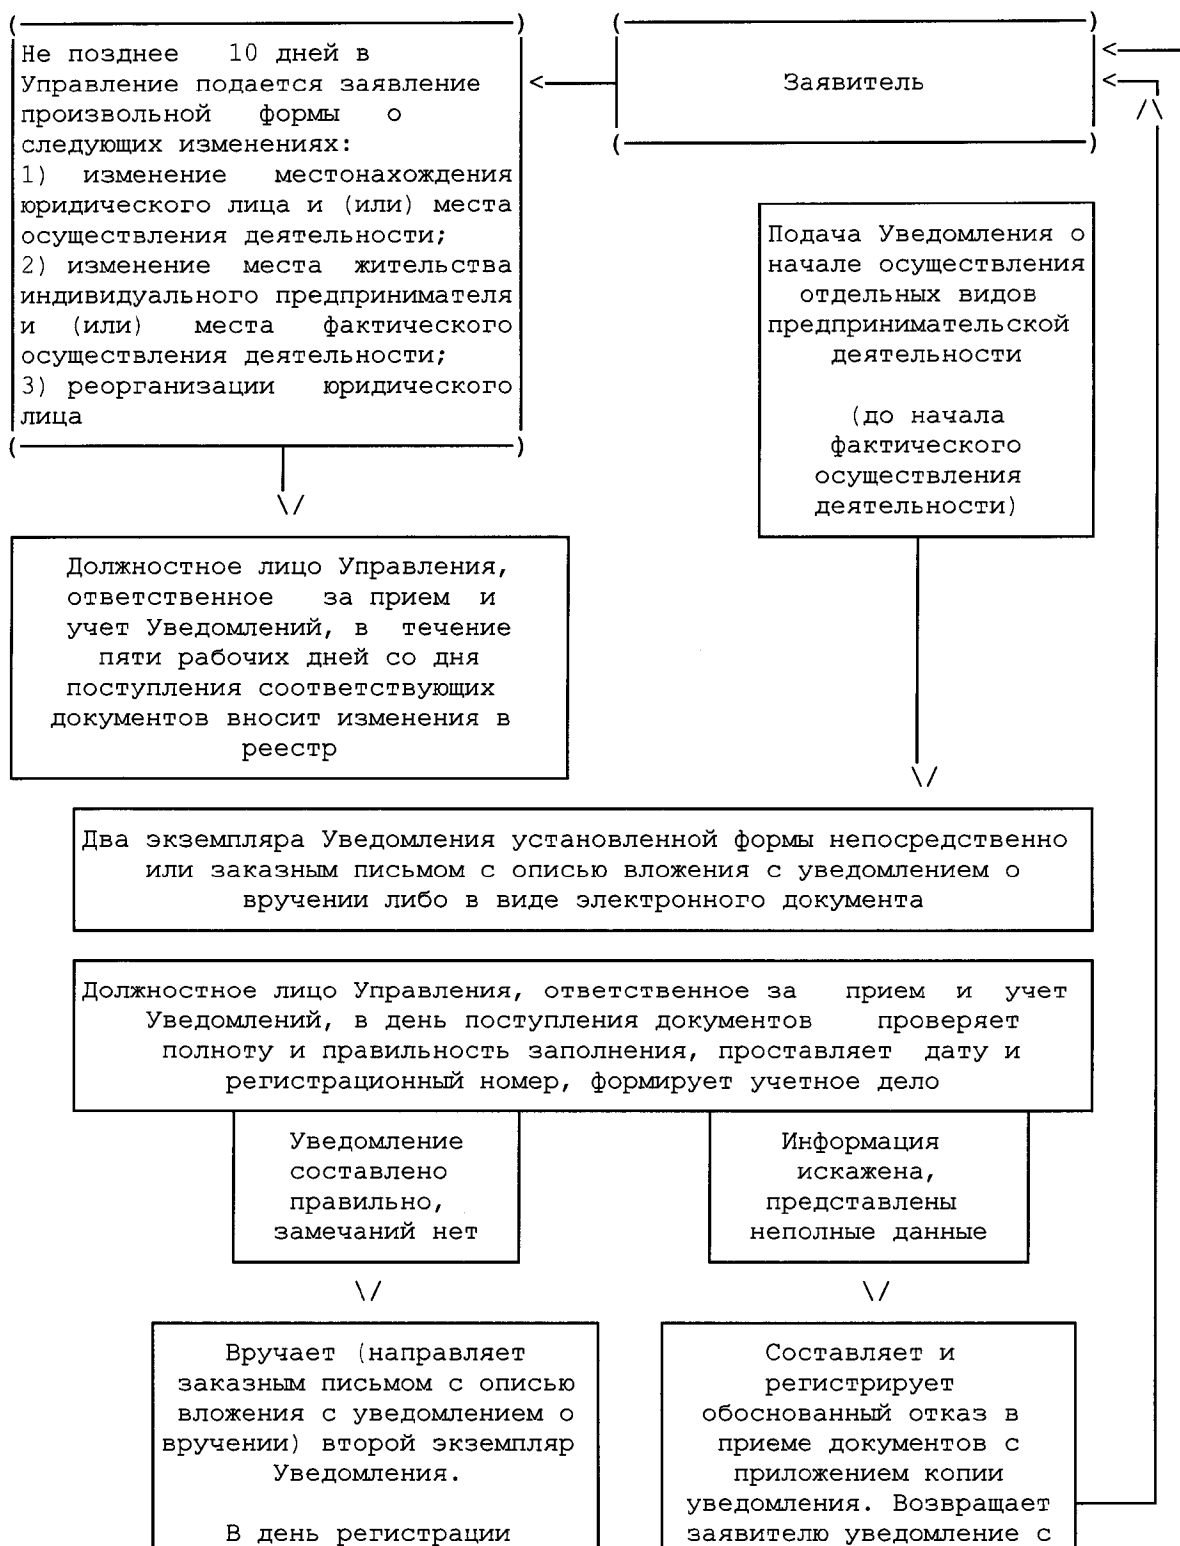 Не позднее 10 дней в
Управление подается заявление
произвольной формы о
следующих изменениях:
1) изменение местонахождения
юридического лица и (или) места
осуществления деятельности;
2) изменение места жительства
индивидуального предпринимателя
и (или) места фактического
осуществления деятельности;
3) реорганизации юридического
лица
Заявитель
Подача Уведомления о
начале осуществления
отдельных видов
предпринимательской
деятельности
(до начала
фактического
осуществления
деятельности)
Должностное лицо Управления,
ответственное за прием и
учет Уведомлений, в течение
пяти рабочих дней со дня
поступления соответствующих
документов вносит изменения в
реестр
Два экземпляра Уведомления установленной формы непосредственно
или заказным письмом с описью вложения с уведомлением о
вручении либо в виде электронного документа
Должностное лицо Управления, ответственное за прием и учет
Уведомлений, в день поступления документов проверяет
полноту и правильность заполнения, проставляет дату и
регистрационный номер, формирует учетное дело
Уведомление
составлено
правильно,
замечаний нет
Информация
искажена,
представлены
неполные данные
Вручает (направляет
заказным письмом с описью
вложения с уведомлением о
вручении) второй экземпляр
Уведомления.
В день регистрации
Составляет и
регистрирует
обоснованный отказ в
приеме документов с
приложением копии
уведомления. Возвращает
заявителю уведомление с